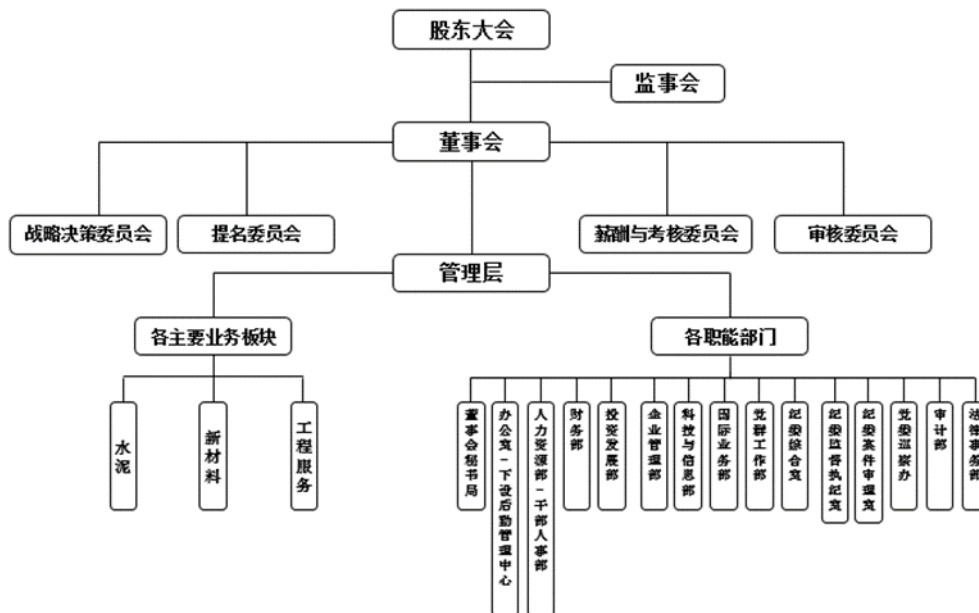 股东大会
监事会
董事会
战略决策委员会
提名委员会
薪酬与考核委员会
审核委员会
管理层
各主要业务板块
各职能部门
水泥
新材料
工程服务
董事会秘书局
办公室-下设后勤管理中心
人力资源部-干部人事部
财务部
投资发展部
企业管理部
科技与信息部
国际业务部
党群工作部
纪委综合室
纪委监督执纪室
纪委案件审理室
党委巡察办
审计部
法律事务部